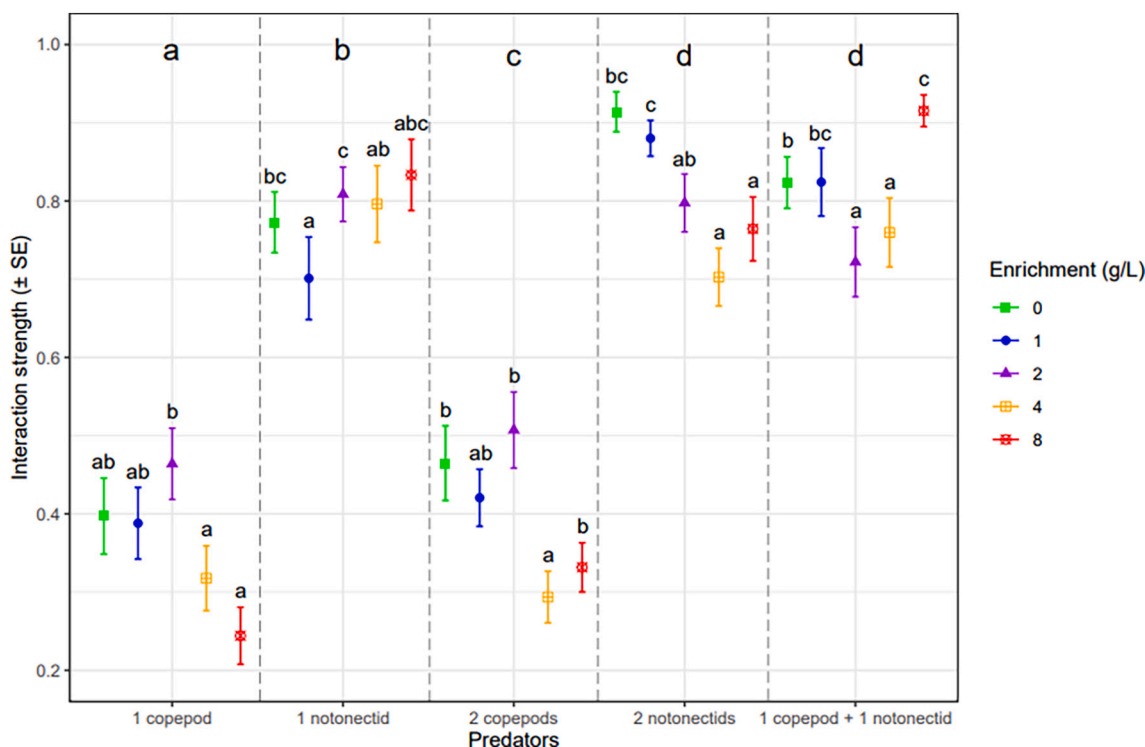 1.0
0.8
0.6
0.4
0.2
Interaction strength (± SE)
a
b
c
d
d
ab
ab
b
a
a
bc
a
c
ab
abc
b
ab
b
a
b
bc
c
ab
a
a
b
bc
a
a
c
1 copepod
1 notonectid
2 copepods
2 notonectids
1 copepod + 1 notonectid
Predators
Enrichment (g/L)
0
1
2
4
8